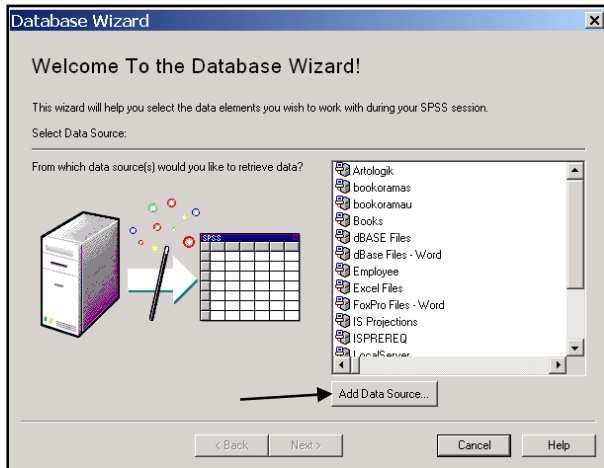 Database Wizard
Welcome To the Database Wizard!
This wizard will help you select the data elements you wish to work with during your SPSS session.
Select Data Source:
From which data source(s) would you like to retrieve data?
SPSS
Artologik
bookoramas
bookoramau
Books
dBASE Files
dBase Files - Word
Employee
Excel Files
FoxPro Files - Word
IS Projections
ISPREREQ
LocalServer
Add Data Source...
< Back
Next >
Cancel
Help